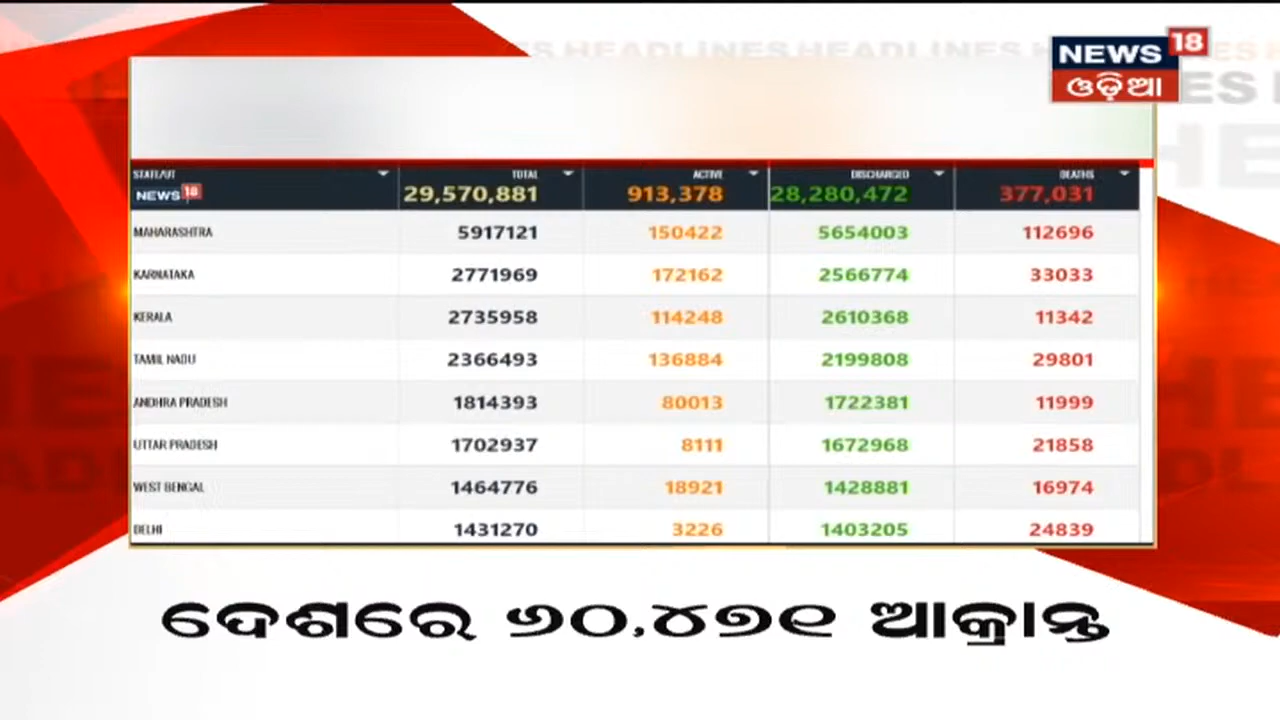 HEADLINES HEADLINES
NEWS 18
ଓଡ଼ିଆ
STATE/UT TOTAL ACTIVE DISCHARGED DEATHS
NEWS 18 29,570,881 913,378 28,280,472 377,031
MAHARASHTRA 5917121 150422 5654003 112696
KARNATAKA 2771969 172162 2566774 33033
KERALA 2735958 114248 2610368 11342
TAMIL NADU 2366493 136884 2199808 29801
ANDHRA PRADESH 1814393 80013 1722381 11999
UTTAR PRADESH 1702937 8111 1672968 21858
WEST BENGAL 1464776 18921 1428881 16974
DELHI 1431270 3226 1403205 24839
ଦେଶରେ ୬୦,୪୭୧ ଆକ୍ରାନ୍ତ